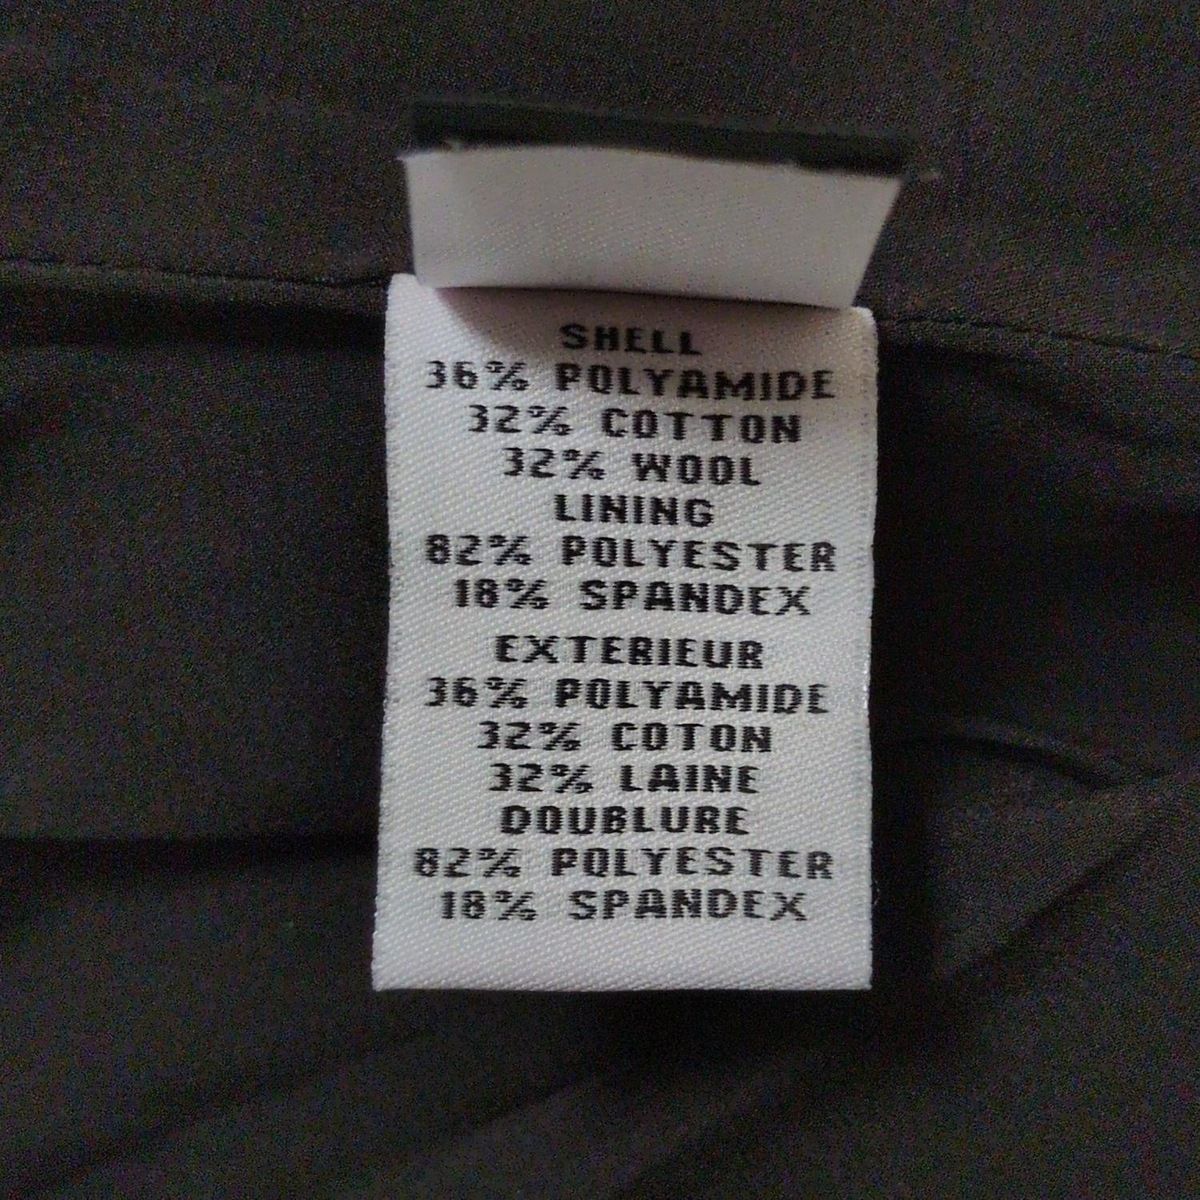 SHELL
36% POLYAMIDE
32% COTTON
32% WOOL
LINING
82% POLYESTER
18% SPANDEX
EXTERIEUR
36% POLYAMIDE
32% COTON
32% LAINE
DOUBLURE
82% POLYESTER
18% SPANDEX